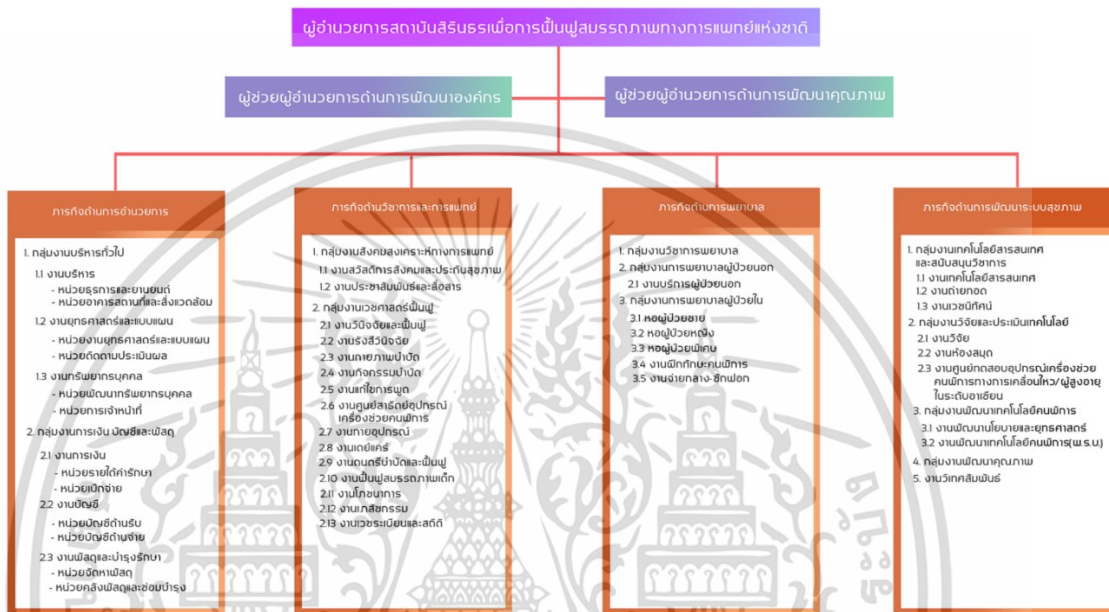 ผู้อำนวยการสถาบันสิรินธรเพื่อการฟื้นฟูสมรรถภาพทางการแพทย์แห่งชาติ
ผู้ช่วยผู้อำนวยการด้านการพัฒนาองค์กร
ผู้ช่วยผู้อำนวยการด้านการพัฒนาคุณภาพ
ภารกิจด้านการอำนวยการ
1. กลุ่มงานบริหารทั่วไป
1.1 งานบริหาร
- หน่วยธุรการและยานยนต์
- หน่วยอาคารสถานที่และสิ่งแวดล้อม
1.2 งานยุทธศาสตร์และแบบแผน
- หน่วยงานยุทธศาสตร์และแบบแผน
- หน่วยติดตามประเมินผล
1.3 งานทรัพยากรบุคคล
- หน่วยพัฒนาทรัพยากรบุคคล
- หน่วยการเจ้าหน้าที่
2. กลุ่มงานการเงิน บัญชีและพัสดุ
2.1 งานการเงิน
- หน่วยรายได้ค่ารักษา
- หน่วยเบิกจ่าย
2.2 งานบัญชี
- หน่วยบัญชีด้านรับ
- หน่วยบัญชีด้านจ่าย
2.3 งานพัสดุและบำรุงรักษา
- หน่วยจัดหาพัสดุ
- หน่วยคลังพัสดุและซ่อมบำรุง
ภารกิจด้านวิชาการและการแพทย์
1. กลุ่มงานสังคมสงเคราะห์ทางการแพทย์
1.1 งานสวัสดิการสังคมและประกันสุขภาพ
1.2 งานประชาสัมพันธ์และสื่อสาร
2. กลุ่มงานเวชศาสตร์ฟื้นฟู
2.1 งานวินิจฉัยและฟื้นฟู
2.2 งานรังสีวินิจฉัย
2.3 งานกายภาพบำบัด
2.4 งานกิจกรรมบำบัด
2.5 งานแก้ไขการพูด
2.6 งานศูนย์สาธิตอุปกรณ์
เครื่องช่วยคนพิการ
2.7 งานกายอุปกรณ์
2.8 งานเดย์แคร์
2.9 งานดนตรีบำบัดและฟื้นฟู
2.10 งานฟื้นฟูสมรรถภาพเด็ก
2.11 งานโภชนาการ
2.12 งานเภสัชกรรม
2.13 งานเวชระเบียนและสถิติ
ภารกิจด้านการพยาบาล
1. กลุ่มงานวิชาการพยาบาล
2. กลุ่มงานการพยาบาลผู้ป่วยนอก
2.1 งานบริการผู้ป่วยนอก
3. กลุ่มงานการพยาบาลผู้ป่วยใน
3.1 หอผู้ป่วยชาย
3.2 หอผู้ป่วยหญิง
3.3 หอผู้ป่วยพิเศษ
3.4 งานฝึกทักษะคนพิการ
3.5 งานจ่ายกลาง-ซักฟอก
ภารกิจด้านการพัฒนาระบบสุขภาพ
1. กลุ่มงานเทคโนโลยีสารสนเทศ
และสนับสนุนวิชาการ
1.1 งานเทคโนโลยีสารสนเทศ
1.2 งานถ่ายทอด
1.3 งานเวชนิทัศน์
2. กลุ่มงานวิจัยและประเมินเทคโนโลยี
2.1 งานวิจัย
2.2 งานห้องสมุด
2.3 งานศูนย์ทดสอบอุปกรณ์เครื่องช่วย
คนพิการทางการเคลื่อนไหว/ผู้สูงอายุ
ในระดับอาเซียน
3. กลุ่มงานพัฒนาเทคโนโลยีคนพิการ
3.1 งานพัฒนานโยบายและยุทธศาสตร์
3.2 งานพัฒนาเทคโนโลยีคนพิการ(พ.ร.บ.)
4. กลุ่มงานพัฒนาคุณภาพ
5. งานวิเทศสัมพันธ์